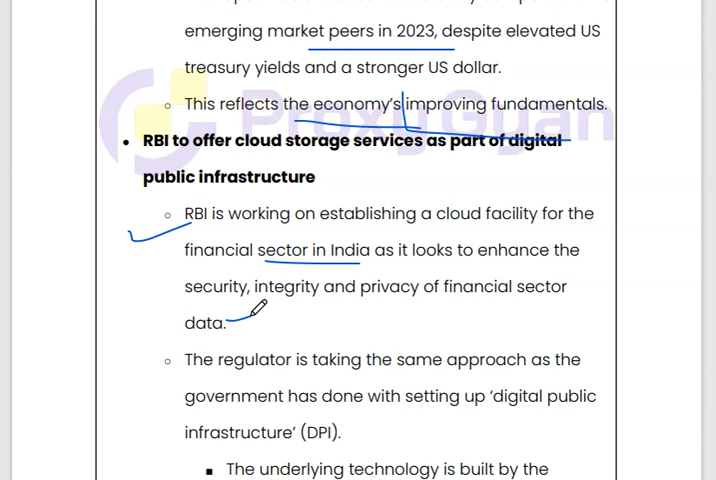 emerging market peers in 2023, despite elevated US
treasury yields and a stronger US dollar.
○ This reflects the economy's improving fundamentals.
• RBI to offer cloud storage services as part of digital
public infrastructure
○ RBI is working on establishing a cloud facility for the
financial sector in India as it looks to enhance the
security, integrity and privacy of financial sector
data.
○ The regulator is taking the same approach as the
government has done with setting up 'digital public
infrastructure' (DPI).
■ The underlying technology is built by the
Proxy Gyan